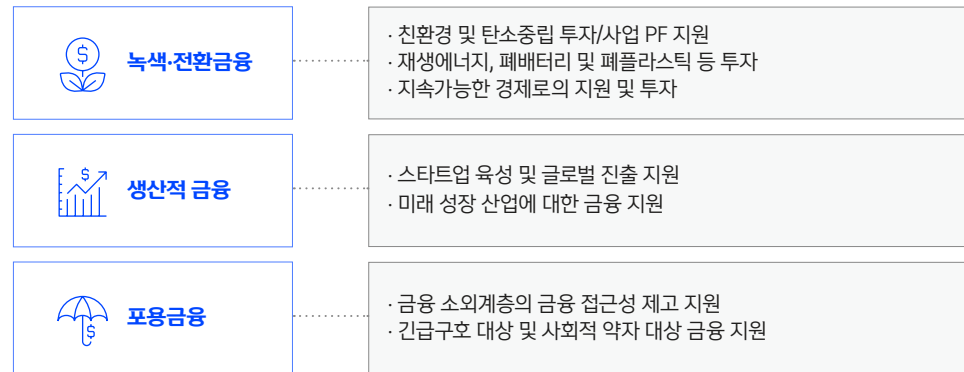 녹색·전환금융
· 친환경 및 탄소중립 투자/사업 PF 지원
· 재생에너지, 폐배터리 및 폐플라스틱 등 투자
· 지속가능한 경제로의 지원 및 투자
생산적 금융
· 스타트업 육성 및 글로벌 진출 지원
· 미래 성장 산업에 대한 금융 지원
포용금융
· 금융 소외계층의 금융 접근성 제고 지원
· 긴급구호 대상 및 사회적 약자 대상 금융 지원